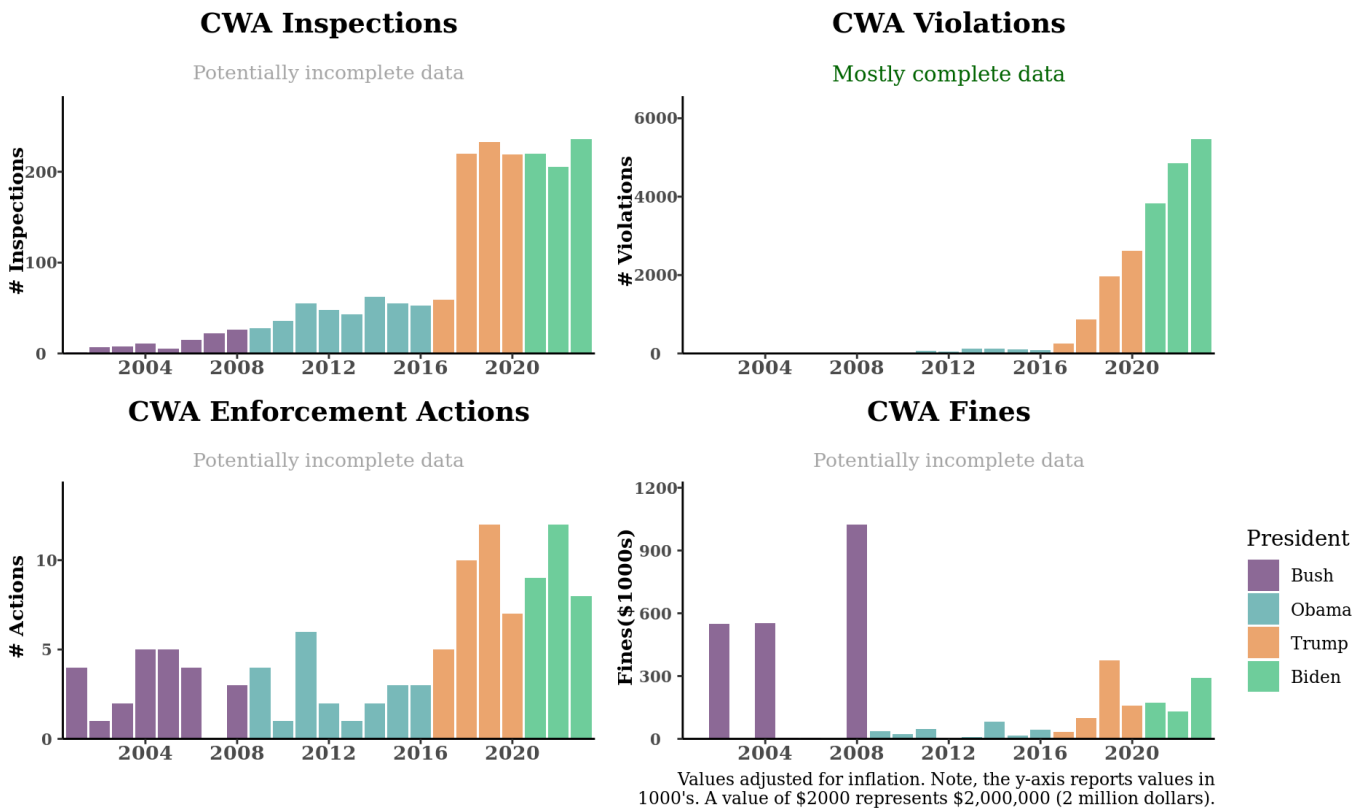 CWA Inspections
Potentially incomplete data
# Inspections
200
100
0
2004 2008 2012 2016 2020
CWA Violations
Mostly complete data
# Violations
6000
4000
2000
0
2004 2008 2012 2016 2020
CWA Enforcement Actions
Potentially incomplete data
# Actions
10
5
0
2004 2008 2012 2016 2020
CWA Fines
Potentially incomplete data
Fines($1000s)
1200
900
600
300
0
2004 2008 2012 2016 2020
President
Bush
Obama
Trump
Biden
Values adjusted for inflation. Note, the y-axis reports values in
1000's. A value of $2000 represents $2,000,000 (2 million dollars).